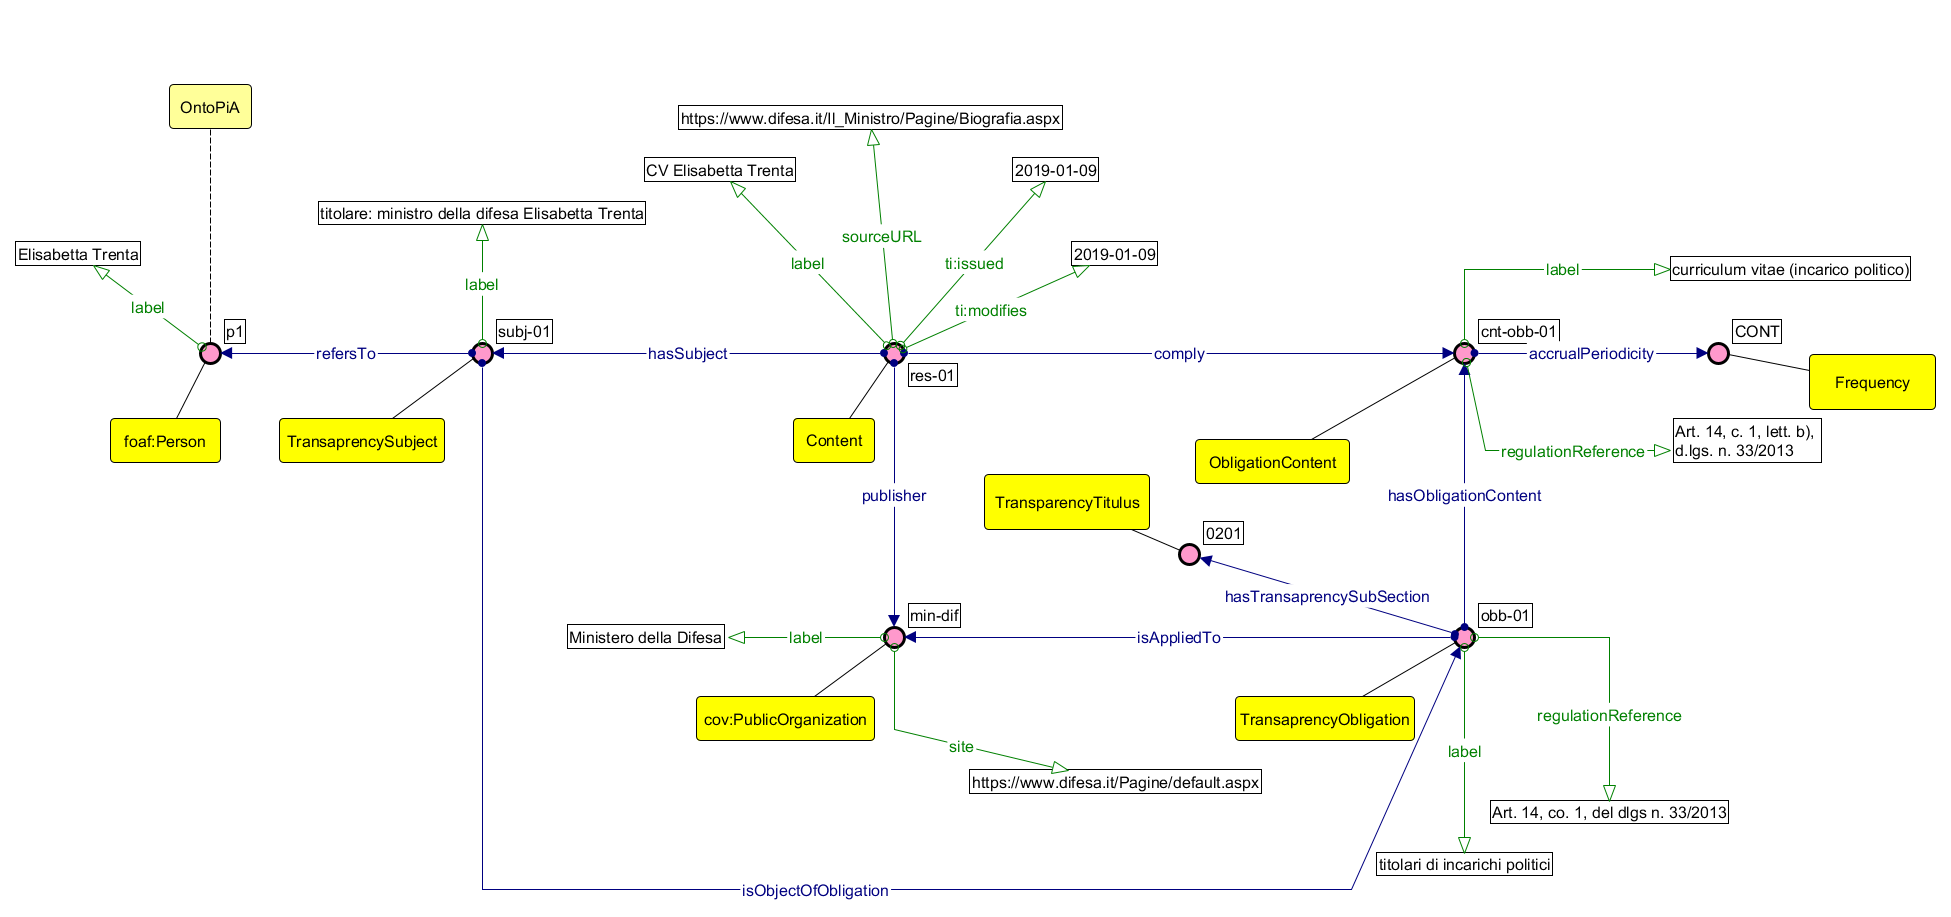 OntoPiA
https://www.difesa.it/Il_Ministro/Pagine/Biografia.aspx
CV Elisabetta Trenta
2019-01-09
titolare: ministro della difesa Elisabetta Trenta
sourceURL
Elisabetta Trenta
label
ti:issued
2019-01-09
label
curriculum vitae (incarico politico)
label
label
ti:modifies
p1
subj-01
cnt-obb-01
CONT
refersTo
hasSubject
comply
accrualPeriodicity
res-01
Frequency
foaf:Person
TransaprencySubject
Content
Art. 14, c. 1, lett. b),
d.lgs. n. 33/2013
regulationReference
ObligationContent
publisher
TransparencyTitulus
hasObligationContent
0201
hasTransaprencySubSection
min-dif
obb-01
Ministero della Difesa
label
isAppliedTo
cov:PublicOrganization
TransaprencyObligation
regulationReference
site
label
https://www.difesa.it/Pagine/default.aspx
Art. 14, co. 1, del dlgs n. 33/2013
titolari di incarichi politici
isObjectOfObligation